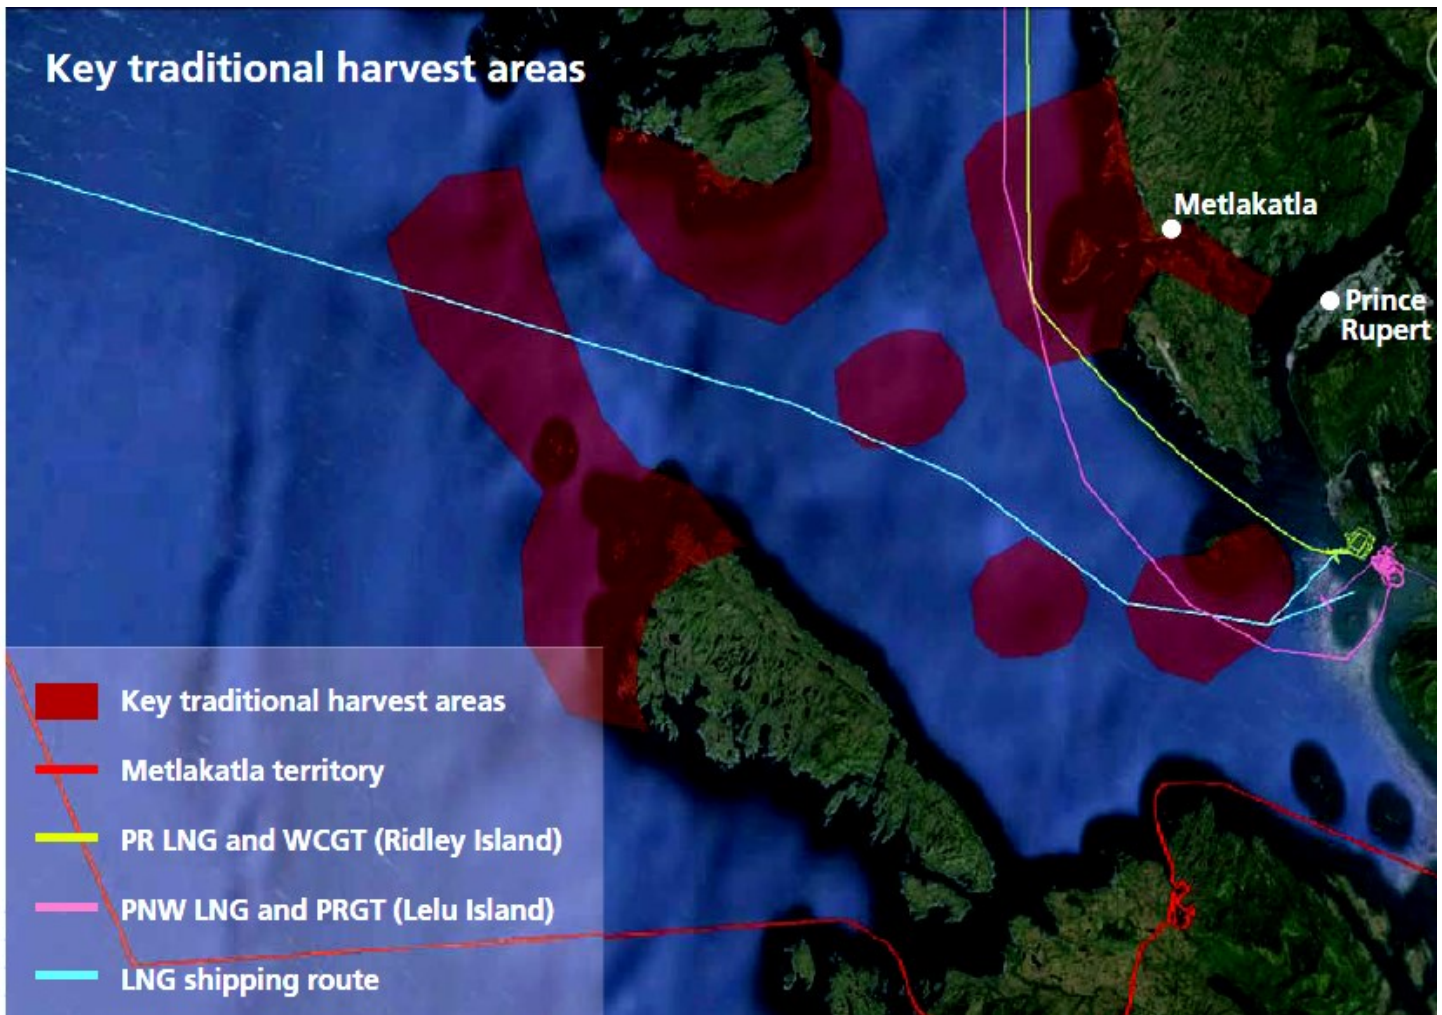 Key traditional harvest areas
Metlakatla
Prince
Rupert
Key traditional harvest areas
Metlakatla territory
PR LNG and WCGT (Ridley Island)
PNW LNG and PRGT (Lelu Island)
LNG shipping route